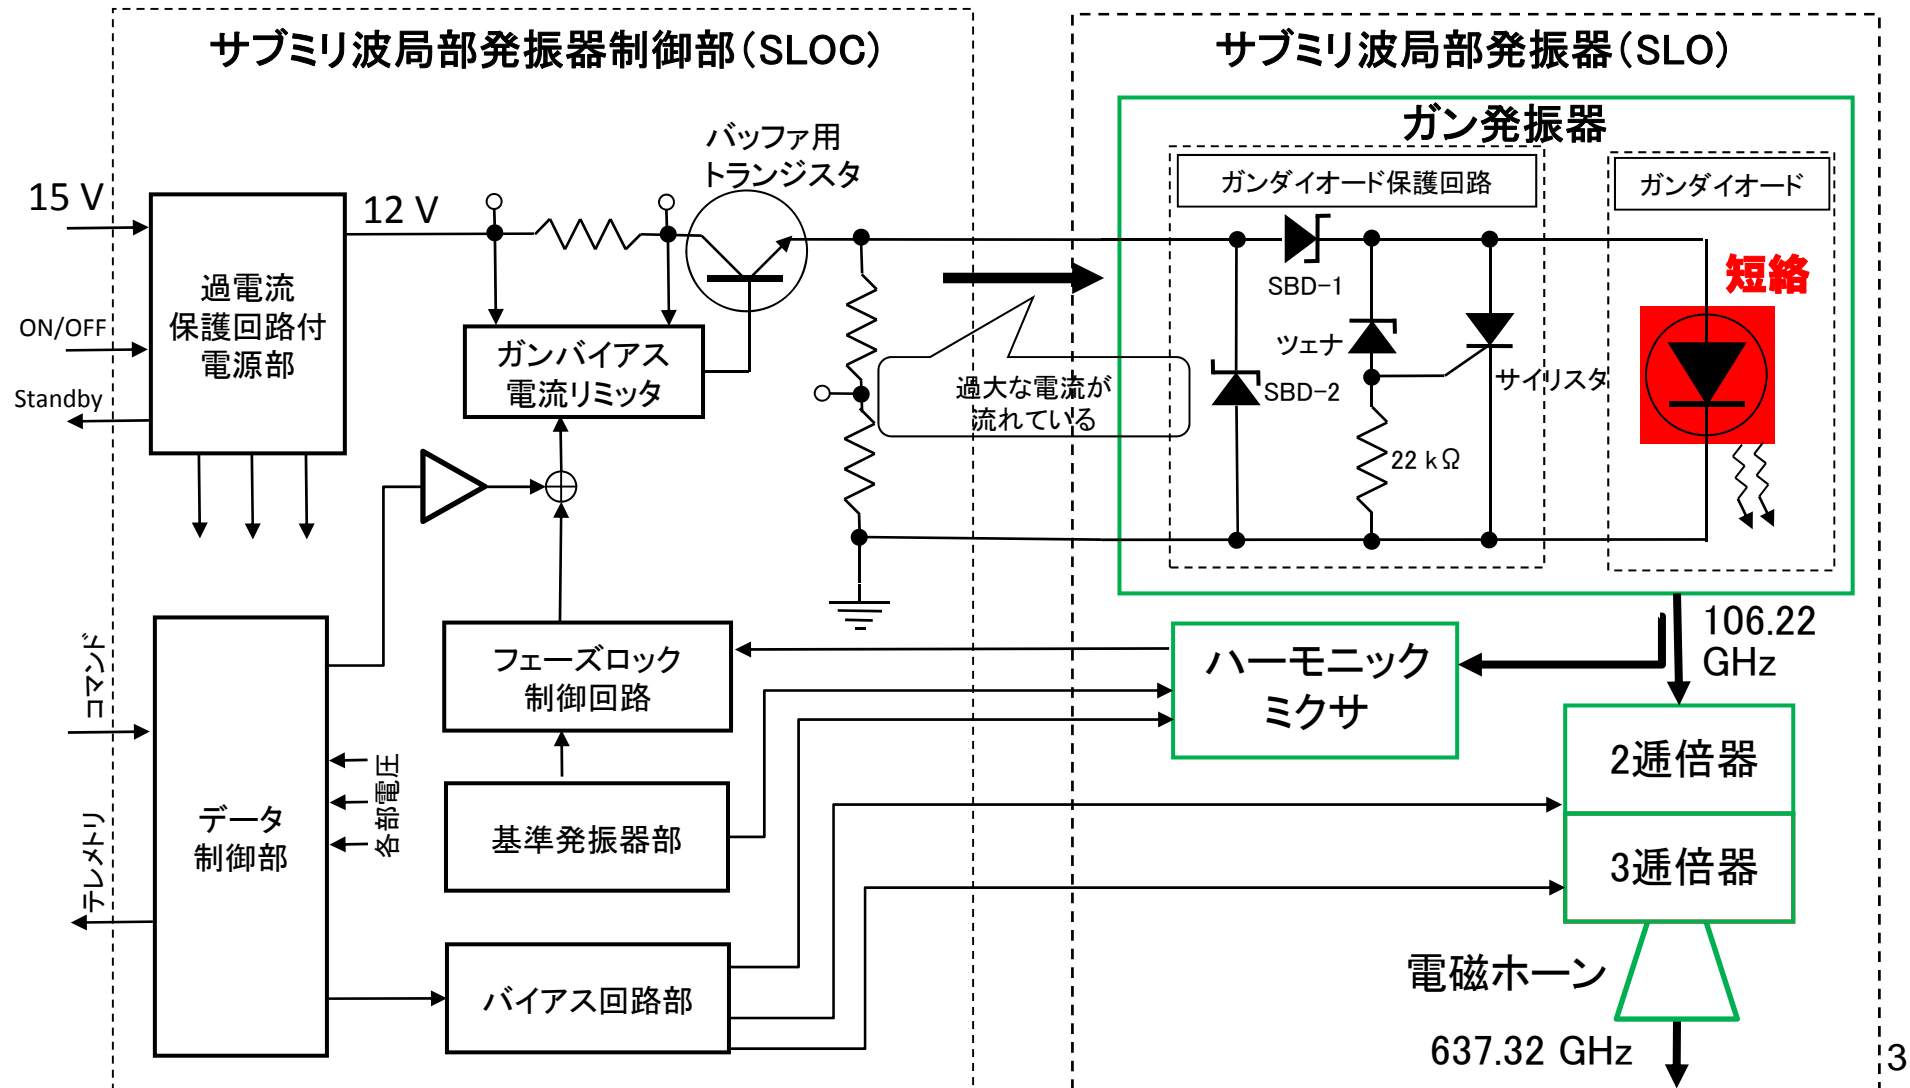 サブミリ波局部発振器制御部(SLOC)
サブミリ波局部発振器(SLO)
ガン発振器
バッファ用
トランジスタ
ガンダイオード保護回路
ガンダイオード
15 V
12 V
過電流
保護回路付
電源部
ON/OFF
Standby
ガンバイアス
電流リミッタ
過大な電流が
流れている
SBD-1
SBD-2
ツェナ
サイリスタ
22 kΩ
短絡
106.22
GHz
コマンド
テレメトリ
データ
制御部
各部電圧
フェーズロック
制御回路
基準発振器部
バイアス回路部
ハーモニック
ミクサ
2逓倍器
3逓倍器
電磁ホーン
637.32 GHz
3